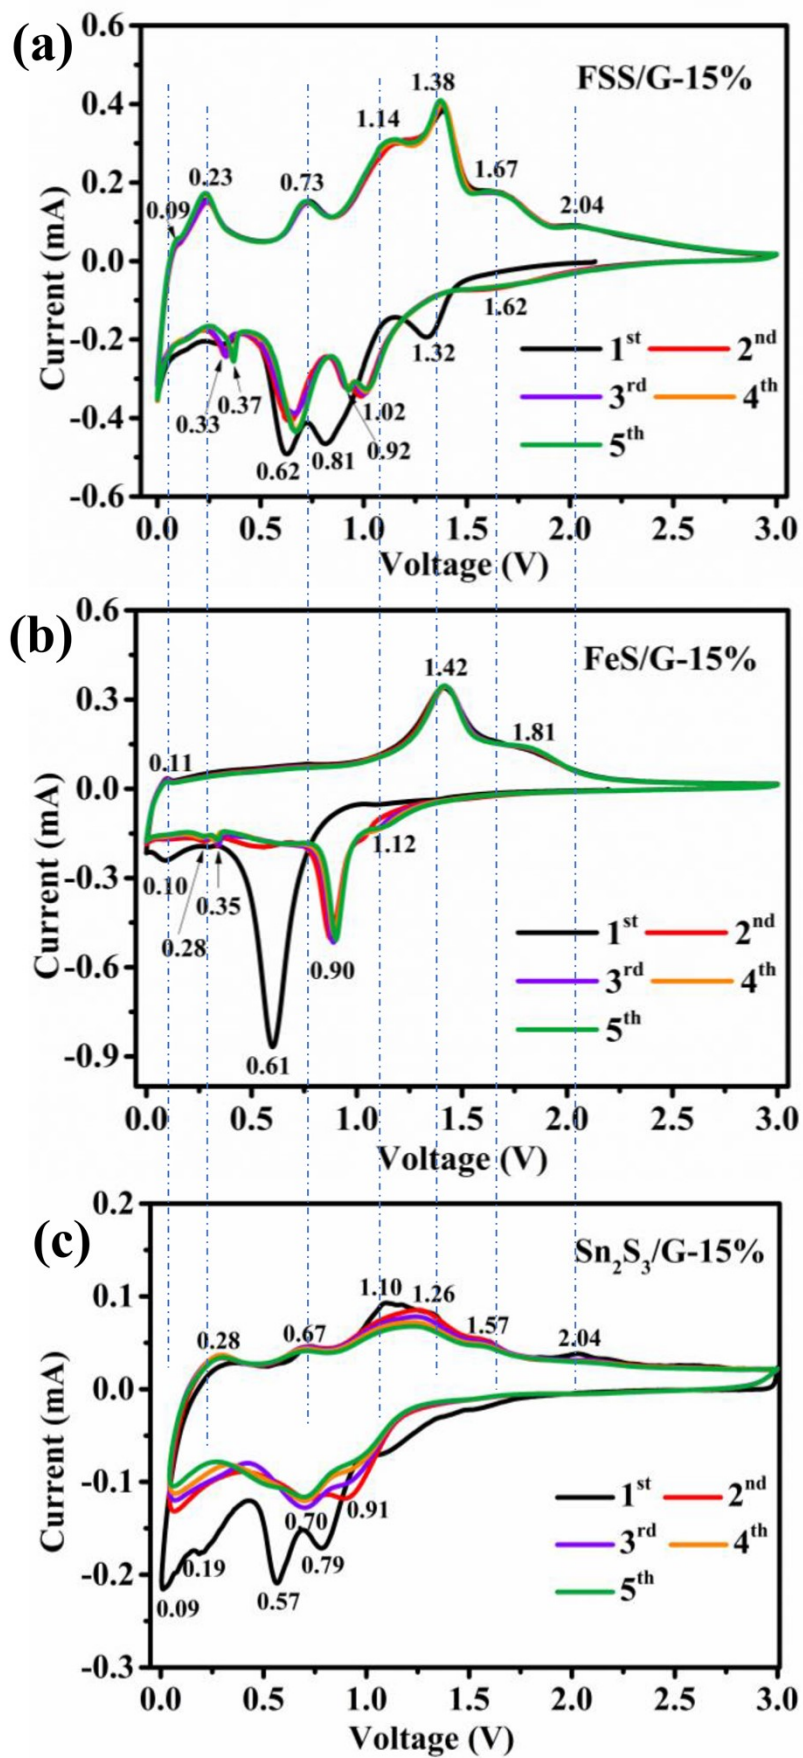 (a)
FSS/G-15%
0.6
0.4
0.2
0.0
-0.2
-0.4
-0.6
Current (mA)
0.09
0.23
0.73
1.14
1.38
1.67
2.04
1.62
1.32
0.33
0.37
0.62
0.81
1.02
0.92
1st
2nd
3rd
4th
5th
0.0 0.5 1.0 1.5 2.0 2.5 3.0
Voltage (V)
(b)
FeS/G-15%
0.6
0.3
0.0
-0.3
-0.6
-0.9
Current (mA)
0.11
1.42
1.81
0.10
0.28
0.35
0.61
0.90
1.12
1st
2nd
3rd
4th
5th
0.0 0.5 1.0 1.5 2.0 2.5 3.0
Voltage (V)
(c)
Sn2S3/G-15%
0.2
0.1
0.0
-0.1
-0.2
-0.3
Current (mA)
0.28
0.67
1.10
1.26
1.57
2.04
0.09
0.19
0.57
0.70
0.79
0.91
1st
2nd
3rd
4th
5th
0.0 0.5 1.0 1.5 2.0 2.5 3.0
Voltage (V)